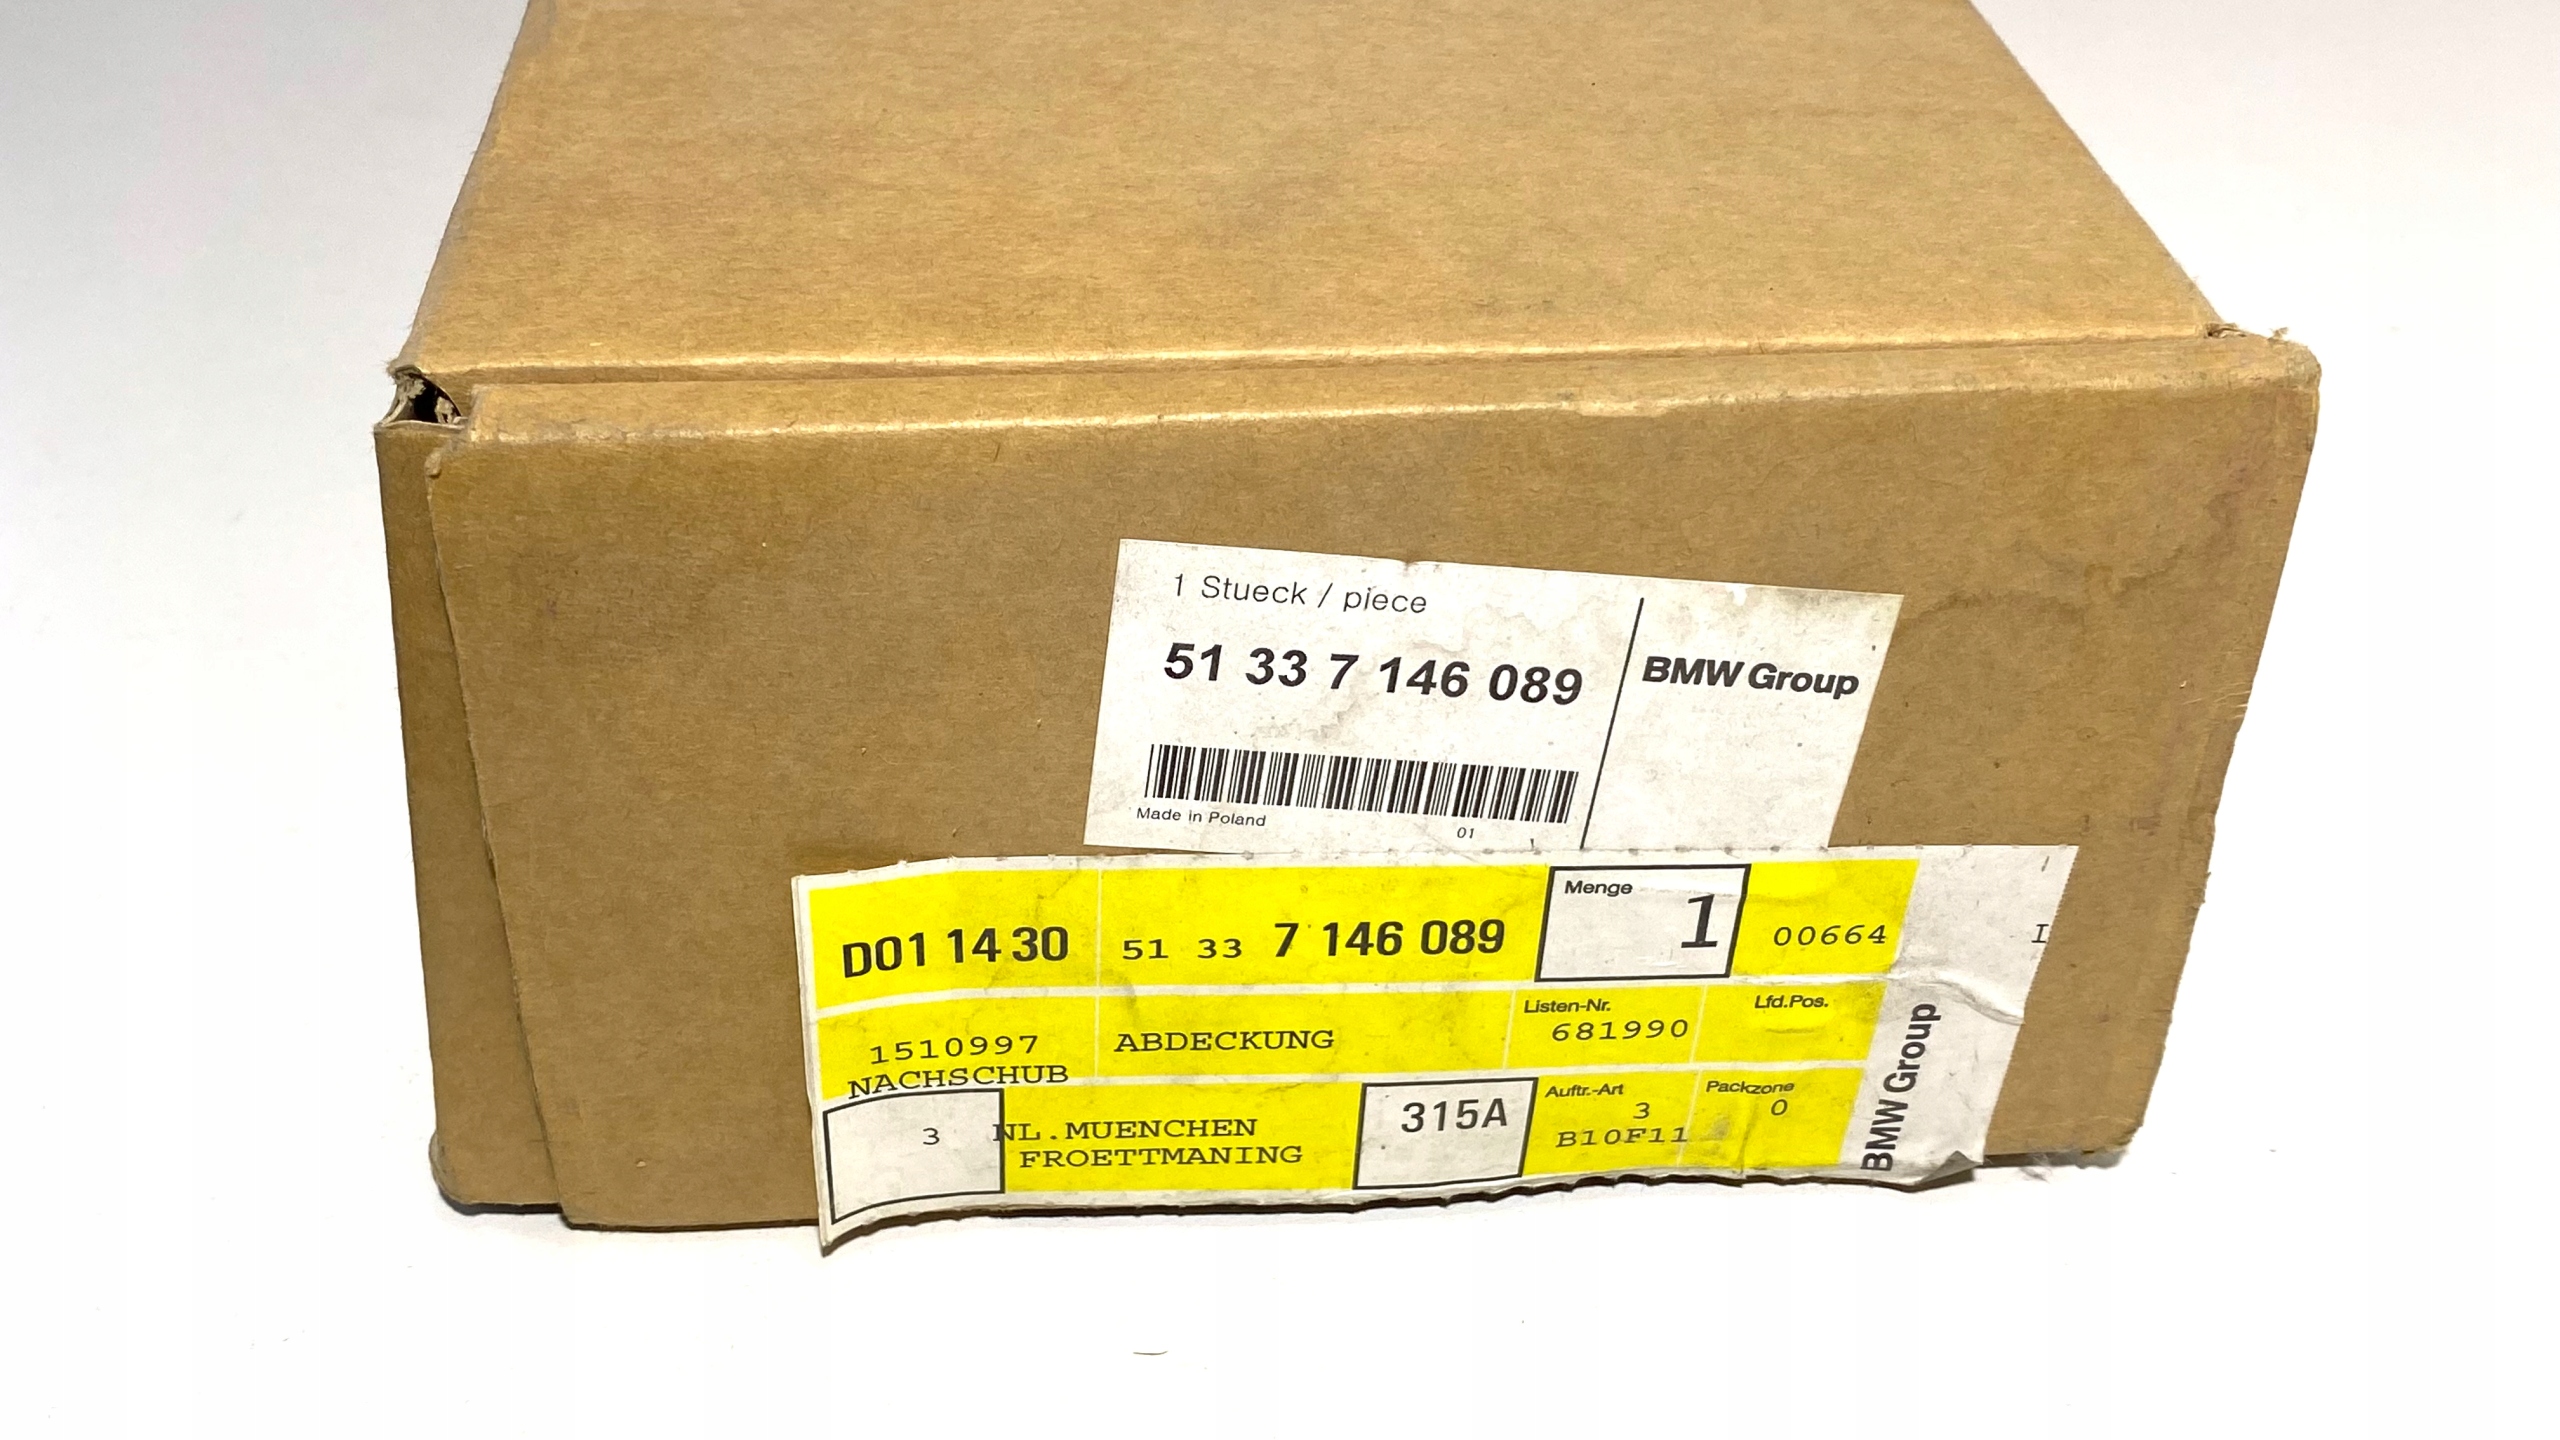 1 Stueck / piece
51 33 7 146 089
BMW Group
Made in Poland
01
D01 14 30
51 33 7 146 089
Menge
1
00664
I
1510997
NACHSCHUB
ABDECKUNG
Listen-Nr.
681990
Lfd.Pos.
3
NL.MUENCHEN
FROETTMANING
315A
Auftr.-Art
3
B10F11
Packzone
0
BMW Group